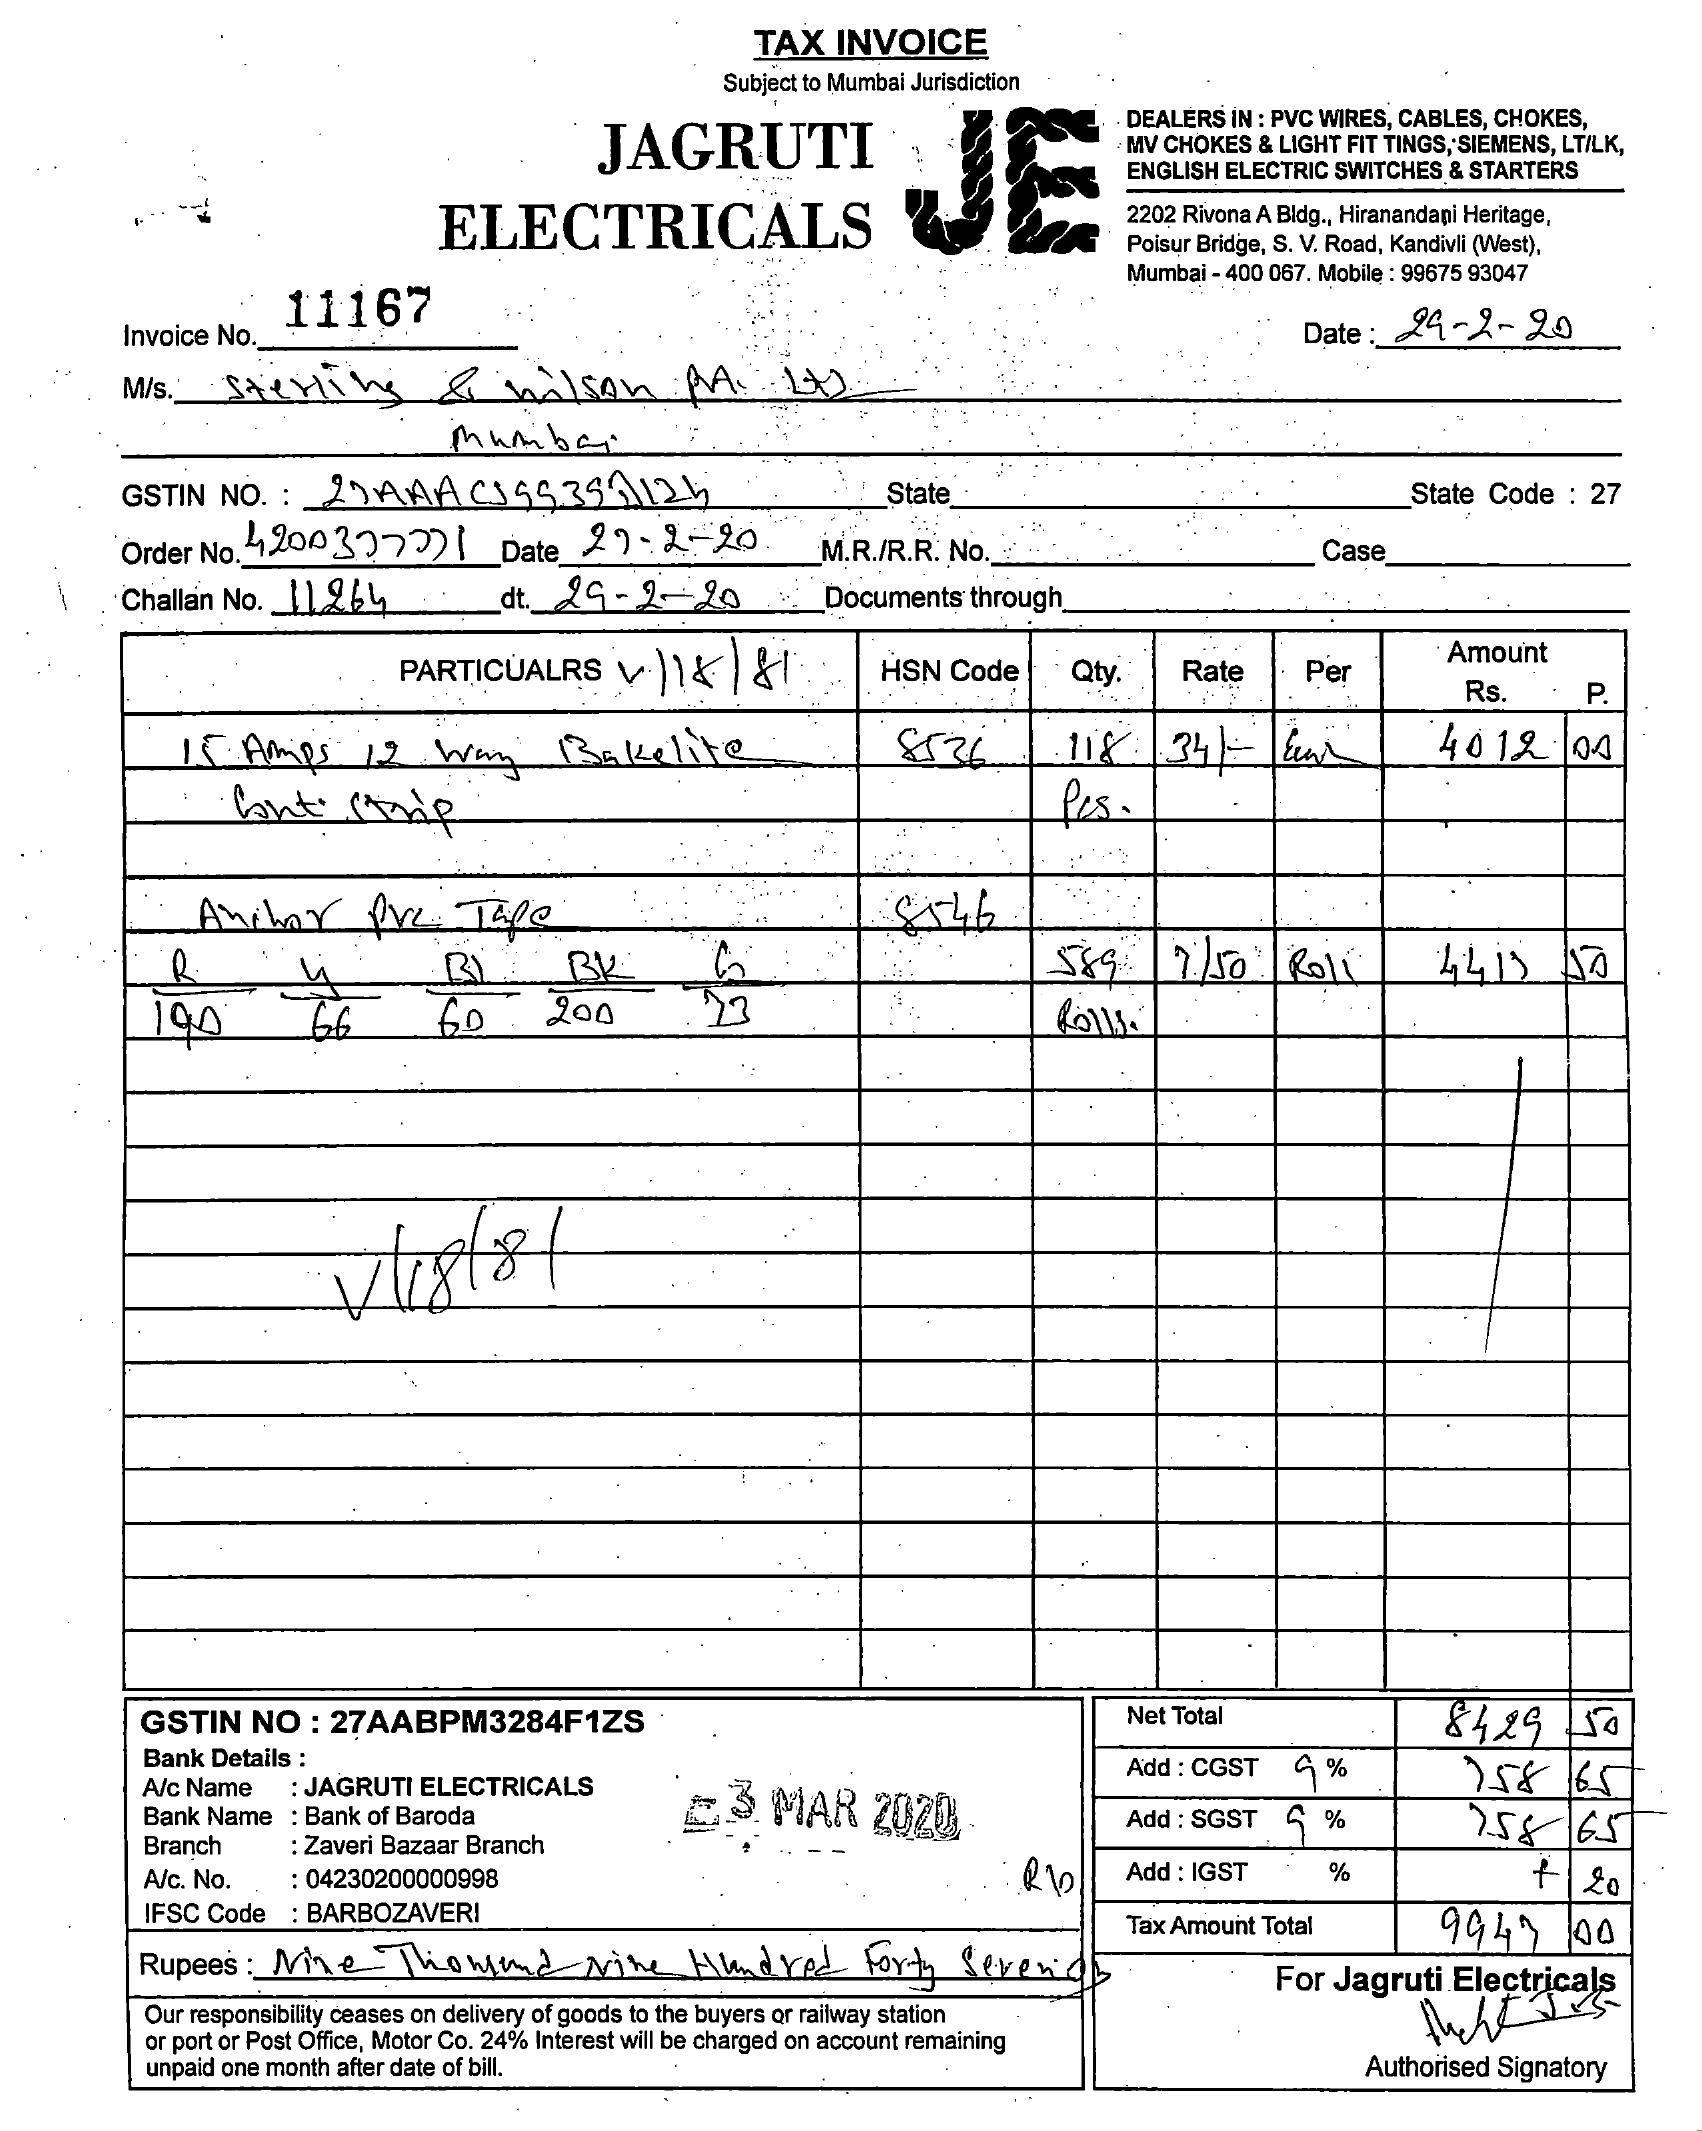 TAX INVOICE
Subject to Mumbai Jurisdiction
JAGRUTI
ELECTRICALS
JE
DEALERS IN : PVC WIRES, CABLES, CHOKES,
MV CHOKES & LIGHT FIT TINGS, SIEMENS, LT/LK,
ENGLISH ELECTRIC SWITCHES & STARTERS
2202 Rivona A Bldg., Hiranandani Heritage,
Poisur Bridge, S. V. Road, Kandivli (West),
Mumbai - 400 067. Mobile : 99675 93047
Invoice No. 11167
Date : 29-2-20
M/s. Sterling & Wilson Pvt. Ltd
Mumbai
GSTIN NO. : State State Code : 27
Order No. 4200377771 Date 27-2-20 M.R./R.R. No. Case
Challan No. 11264 dt. 29-2-20 Documents through
PARTICUALRS V/18/81 HSN Code Qty. Rate Per Amount Rs. P.
15 Amps 12 Way Bakelite 8536 118 34/- 4012 00
Cont. Strip Pcs.
Anchor Pvc Tape 8546
R Y Bl BK G 589 7/50 Roll 4417 50
190 66 60 200 73 Rolls.
V/18/81
GSTIN NO : 27AABPM3284F1ZS
Bank Details :
A/c Name : JAGRUTI ELECTRICALS
Bank Name : Bank of Baroda
Branch : Zaveri Bazaar Branch
A/c. No. : 04230200000998
IFSC Code : BARBOZAVERI
3 MAR 2020
Net Total 8429 50
Add : CGST 9 % 758 65
Add : SGST 9 % 758 65
Add : IGST % R/o + 20
Tax Amount Total 9947 00
Rupees : Nine Thousand Nine Hundred Forty Seven
Our responsibility ceases on delivery of goods to the buyers or railway station
or port or Post Office, Motor Co. 24% Interest will be charged on account remaining
unpaid one month after date of bill.
For Jagruti Electricals
Authorised Signatory